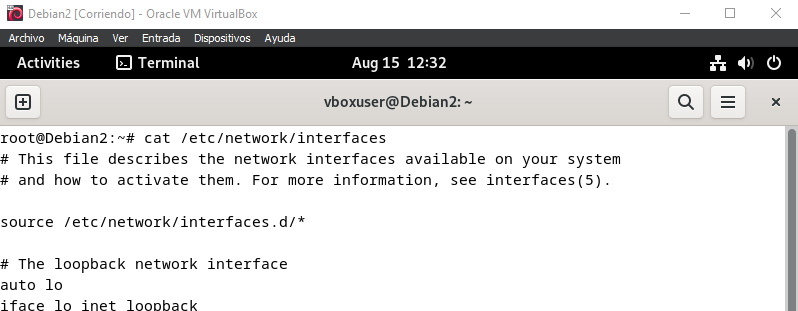 Debian2 [Corriendo] - Oracle VM VirtualBox
Archivo Máquina Ver Entrada Dispositivos Ayuda
Activities Terminal Aug 15 12:32
vboxuser@Debian2: ~
root@Debian2:~# cat /etc/network/interfaces
# This file describes the network interfaces available on your system
# and how to activate them. For more information, see interfaces(5).
source /etc/network/interfaces.d/*
# The loopback network interface
auto lo
iface lo inet loopback